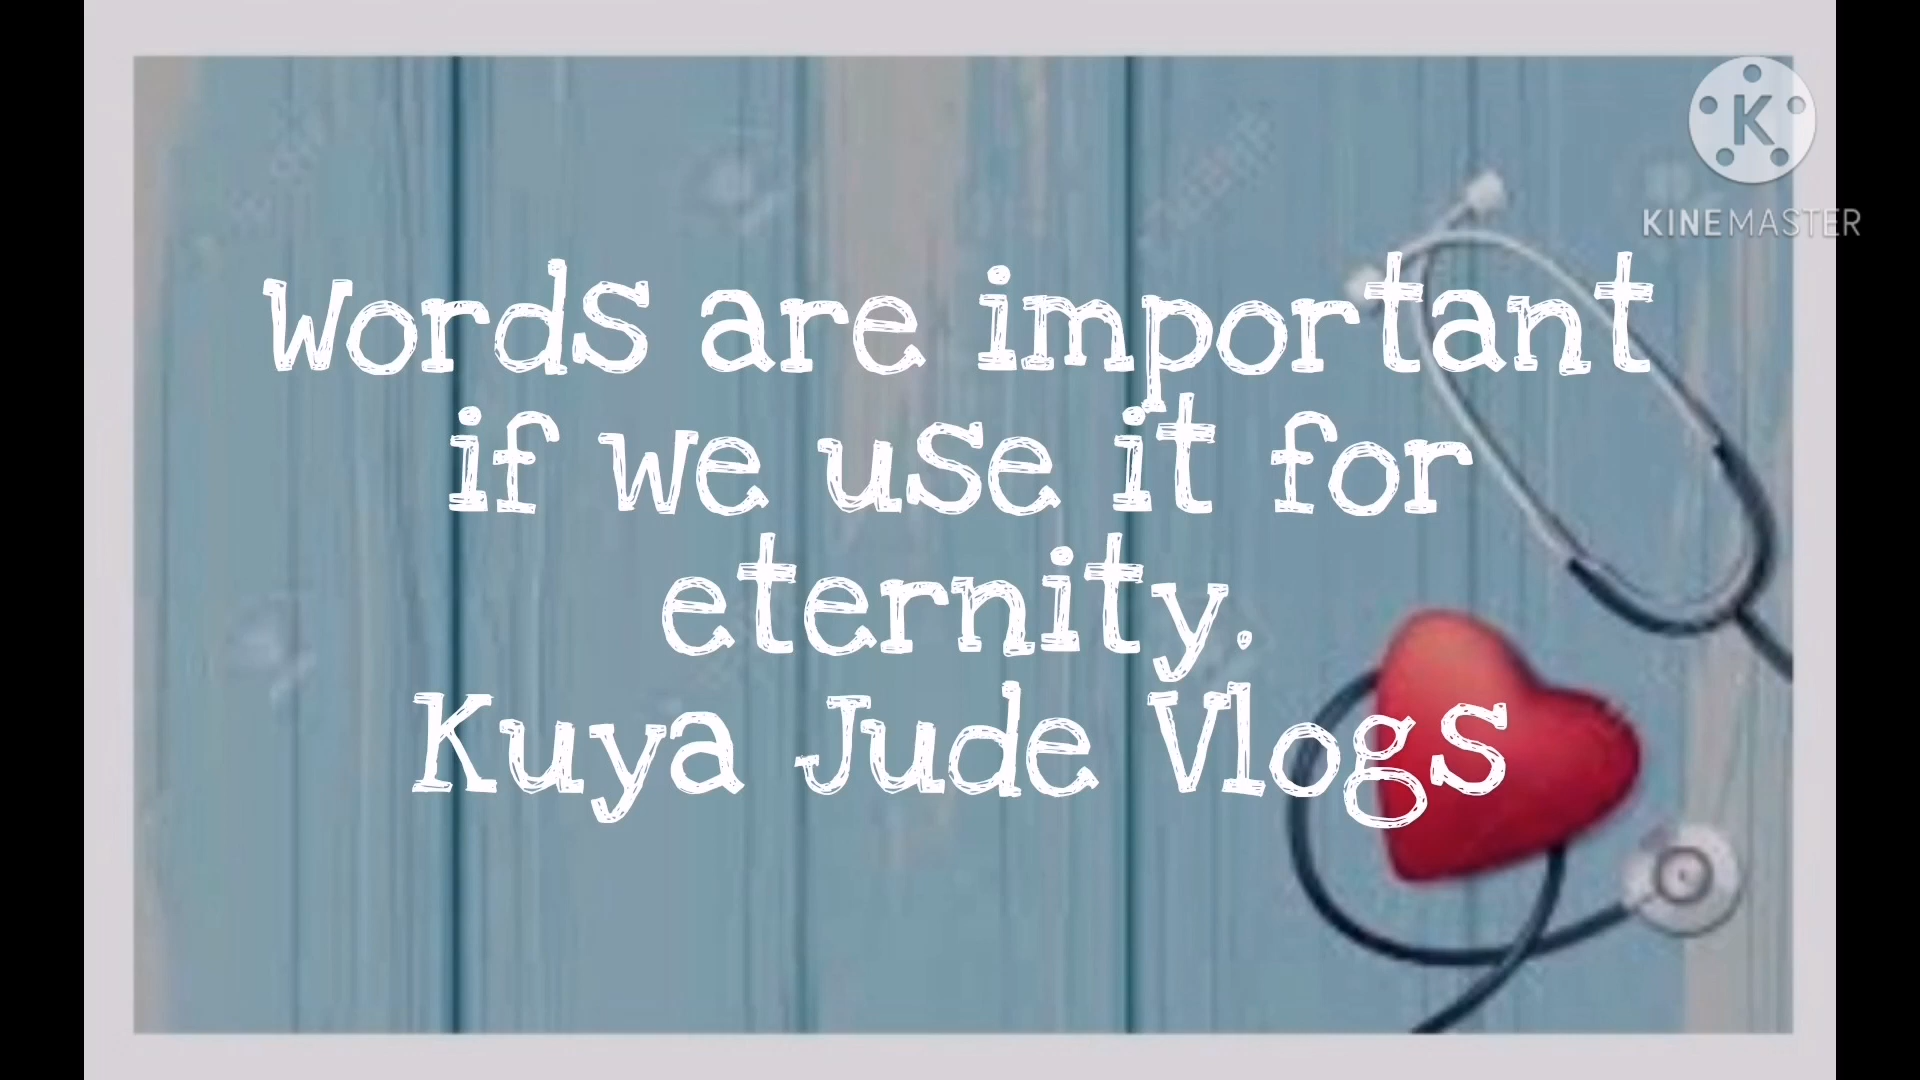 K
KINEMASTER
Words are important
if we use it for
eternity.
Kuya Jude Vlogs